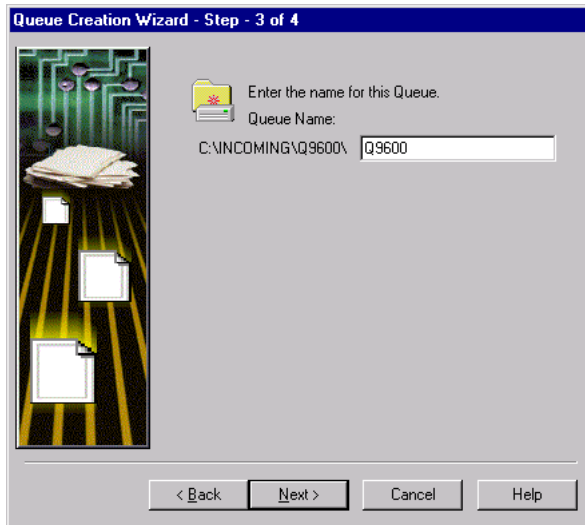 Queue Creation Wizard - Step - 3 of 4
Enter the name for this Queue.
Queue Name:
C:\INCOMING\Q9600\ Q9600
< Back Next > Cancel Help